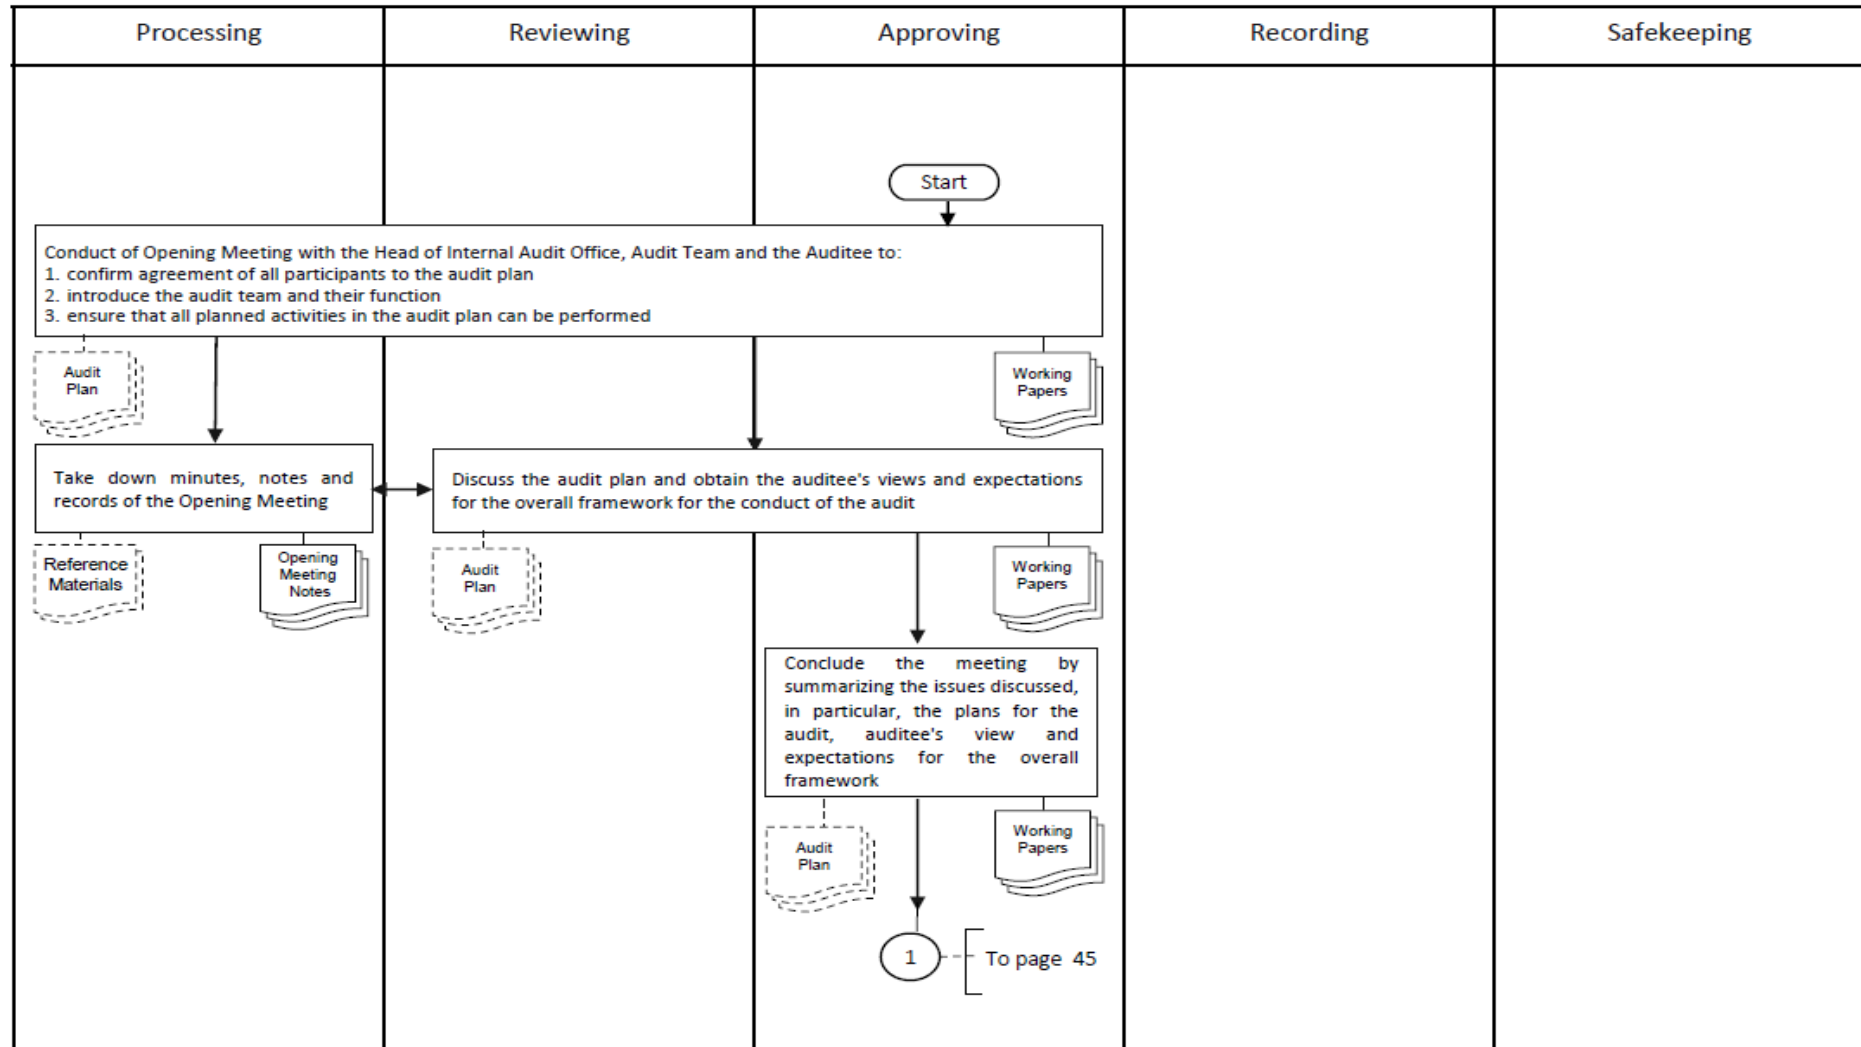 Processing
Reviewing
Approving
Recording
Safekeeping
Start
Conduct of Opening Meeting with the Head of Internal Audit Office, Audit Team and the Auditee to:
1. confirm agreement of all participants to the audit plan
2. introduce the audit team and their function
3. ensure that all planned activities in the audit plan can be performed
Audit
Plan
Working
Papers
Take down minutes, notes and
records of the Opening Meeting
Discuss the audit plan and obtain the auditee's views and expectations
for the overall framework for the conduct of the audit
Reference
Materials
Opening
Meeting
Notes
Audit
Plan
Working
Papers
Conclude the meeting by
summarizing the issues discussed,
in particular, the plans for the
audit, auditee's view and
expectations for the overall
framework
Audit
Plan
Working
Papers
1
To page 45